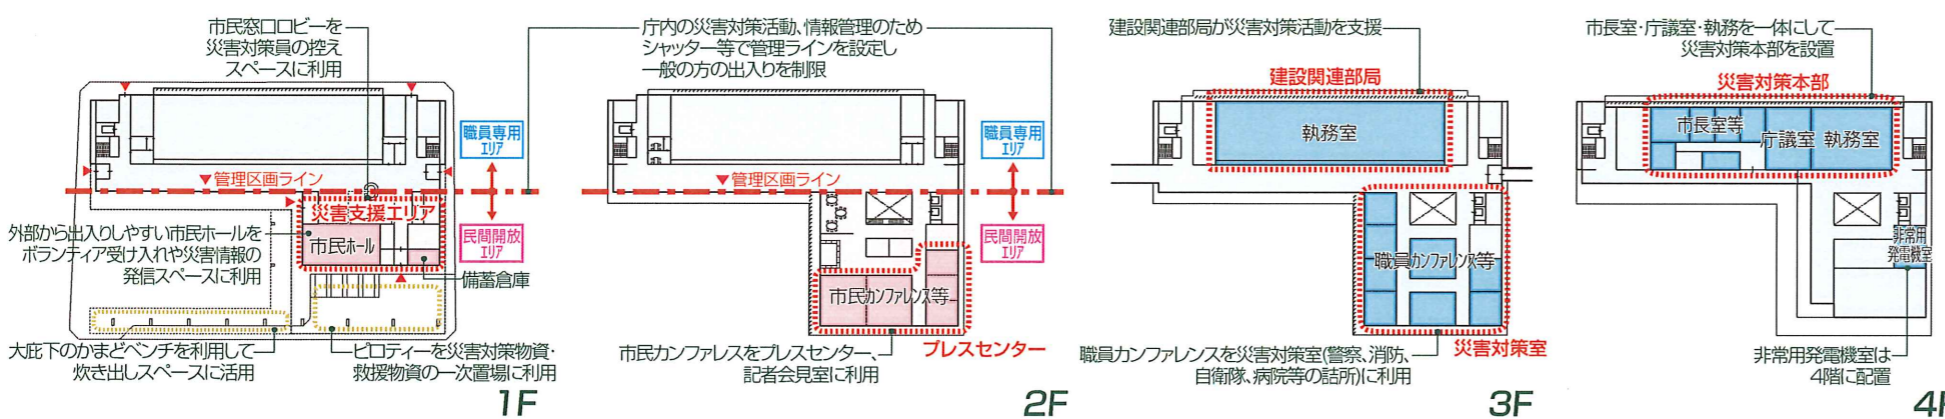 市民窓口ロビーを
災害対策員の控え
スペースに利用
職員専用
エリア
▼管理区画ライン
災害支援エリア
市民ホール
外部から出入りしやすい市民ホールを
ボランティア受け入れや災害情報の
発信スペースに利用
民間開放
エリア
備蓄倉庫
大庇下のかまどベンチを利用して
炊き出しスペースに活用
ピロティーを災害対策物資・
救援物資の一次置場に利用
1F
庁内の災害対策活動、情報管理のため
シャッター等で管理ラインを設定し
一般の方の出入りを制限
職員専用
エリア
▼管理区画ライン
民間開放
エリア
市民カンファレンス等
市民カンファレスをプレスセンター、
記者会見室に利用
プレスセンター
2F
建設関連部局が災害対策活動を支援
建設関連部局
執務室
職員カンファレンス等
職員カンファレンスを災害対策室(警察、消防、
自衛隊、病院等の詰所)に利用
災害対策室
3F
市長室・庁議室・執務を一体にして
災害対策本部を設置
災害対策本部
市長室等
庁議室
執務室
非常用
発電機室
非常用発電機室は
4階に配置
4F